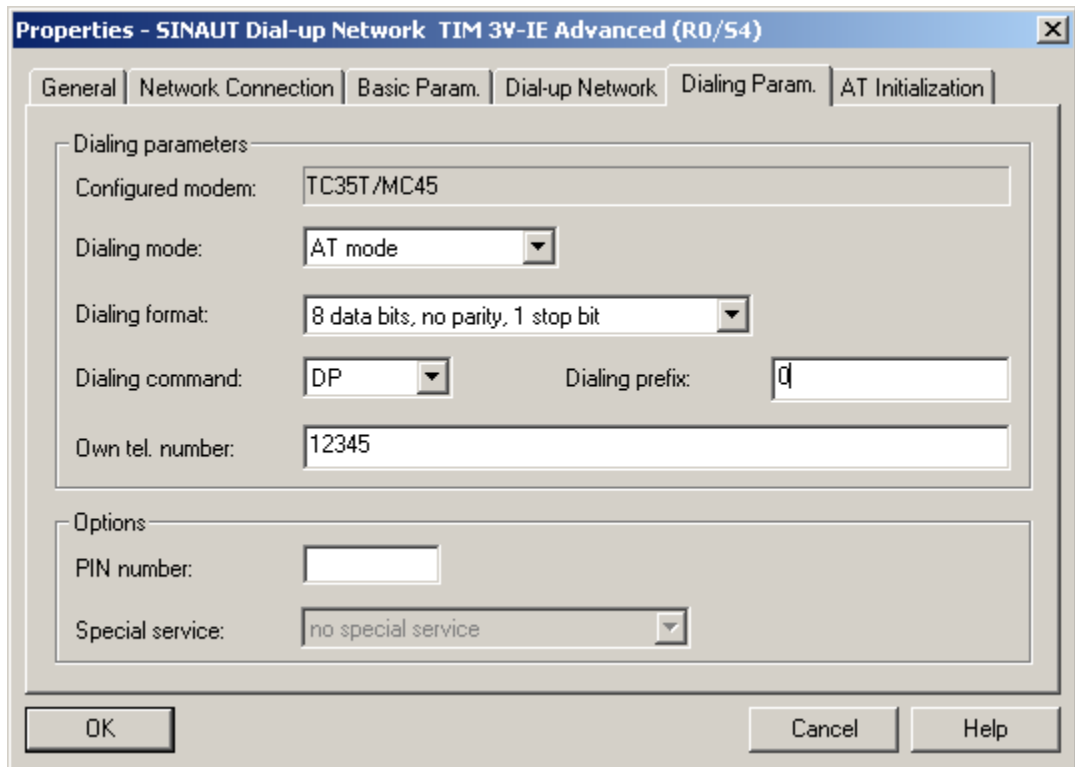 Properties - SINAUT Dial-up Network  TIM 3V-IE Advanced (R0/S4)
General Network Connection Basic Param. Dial-up Network Dialing Param. AT Initialization
Dialing parameters
Configured modem: TC35T/MC45
Dialing mode: AT mode
Dialing format: 8 data bits, no parity, 1 stop bit
Dialing command: DP Dialing prefix: 0
Own tel. number: 12345
Options
PIN number:
Special service: no special service
OK Cancel Help